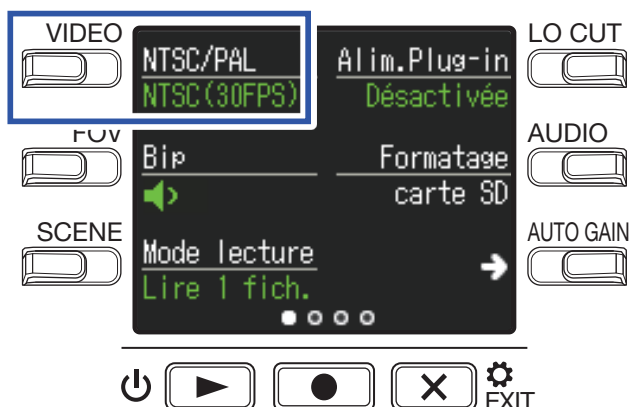 VIDEO
NTSC/PAL
NTSC(30FPS)
Alim.Plug-in
Désactivée
LO CUT
FOV
Bip
Formatage
carte SD
AUDIO
SCENE
Mode lecture
Lire 1 fich.
AUTO GAIN
EXIT